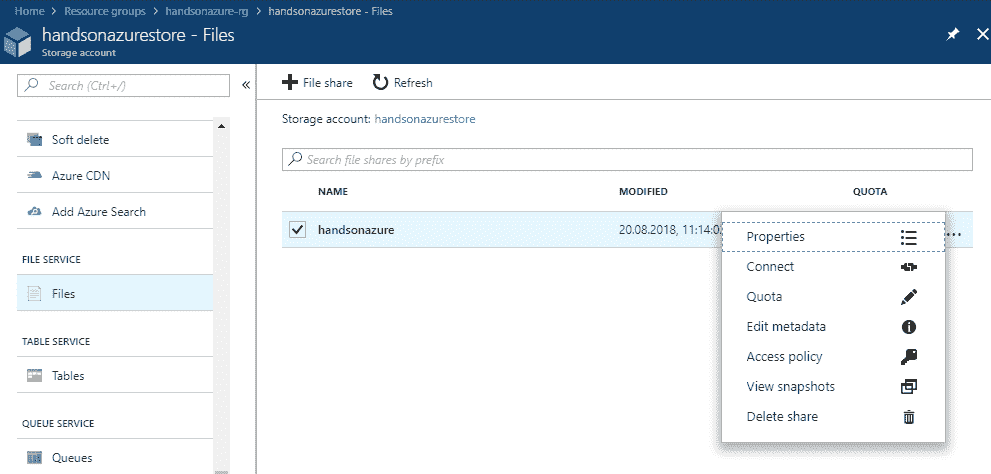 Home > Resource groups > handsonazure-rg > handsonazurestore - Files
handsonazurestore - Files
Storage account
Search (Ctrl+/)
«
Soft delete
Azure CDN
Add Azure Search
FILE SERVICE
Files
TABLE SERVICE
Tables
QUEUE SERVICE
Queues
+ File share Refresh
Storage account: handsonazurestore
Search file shares by prefix
NAME MODIFIED QUOTA
handsonazure 20.08.2018, 11:14:0 ...
Properties
Connect
Quota
Edit metadata
Access policy
View snapshots
Delete share